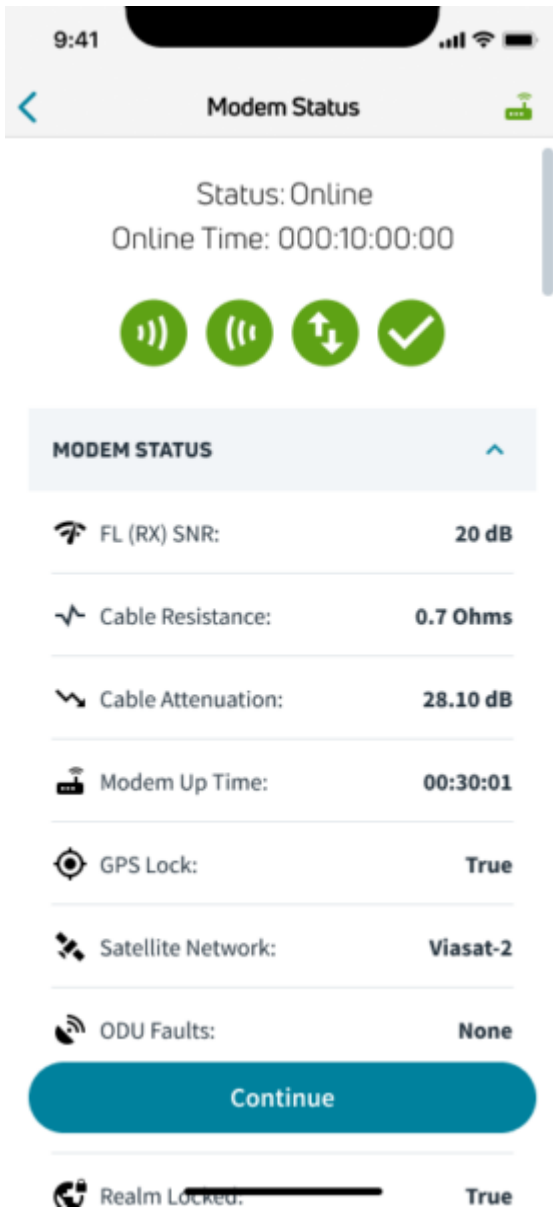 9:41
Modem Status
Status: Online
Online Time: 000:10:00:00
MODEM STATUS
FL (RX) SNR: 20 dB
Cable Resistance: 0.7 Ohms
Cable Attenuation: 28.10 dB
Modem Up Time: 00:30:01
GPS Lock: True
Satellite Network: Viasat-2
ODU Faults: None
Continue
Realm Locked: True